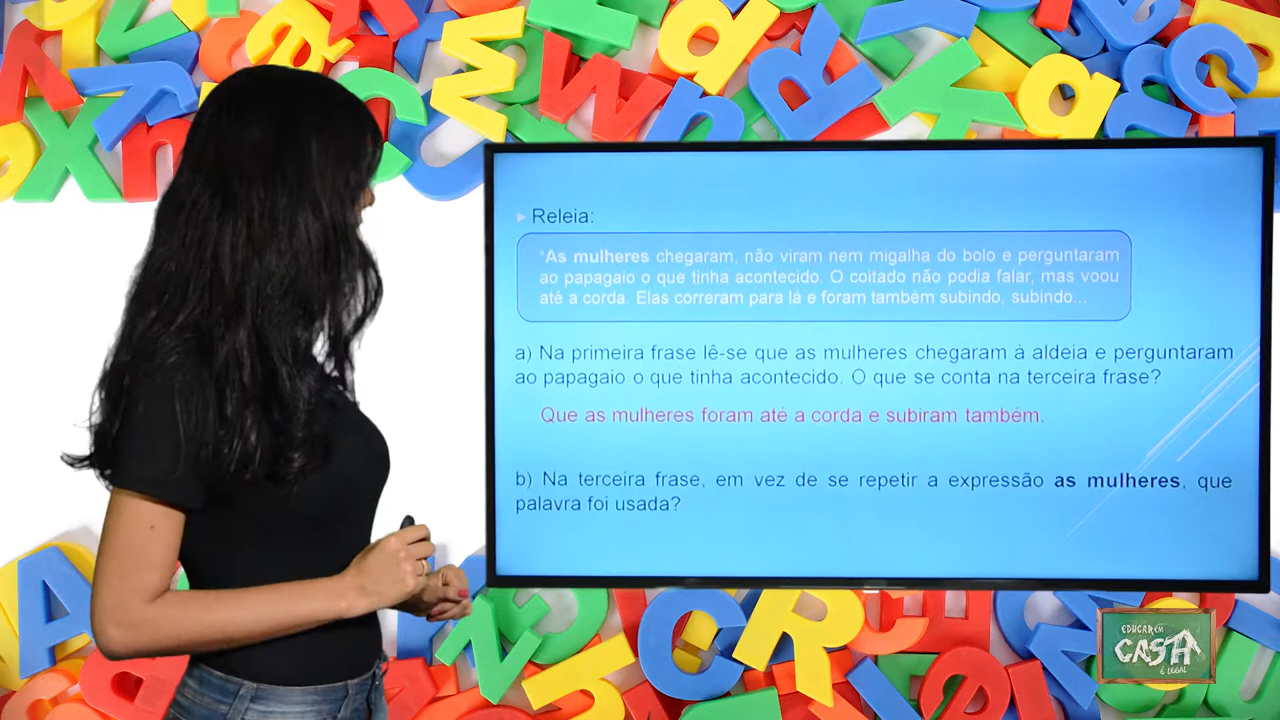 Releia:
"As mulheres chegaram, não viram nem migalha do bolo e perguntaram
ao papagaio o que tinha acontecido. O coitado não podia falar, mas voou
até a corda. Elas correram para lá e foram também subindo, subindo...
a) Na primeira frase lê-se que as mulheres chegaram à aldeia e perguntaram
ao papagaio o que tinha acontecido. O que se conta na terceira frase?
Que as mulheres foram até a corda e subiram também.
b) Na terceira frase, em vez de se repetir a expressão as mulheres, que
palavra foi usada?
EDUCAR EM
CASA
É LEGAL